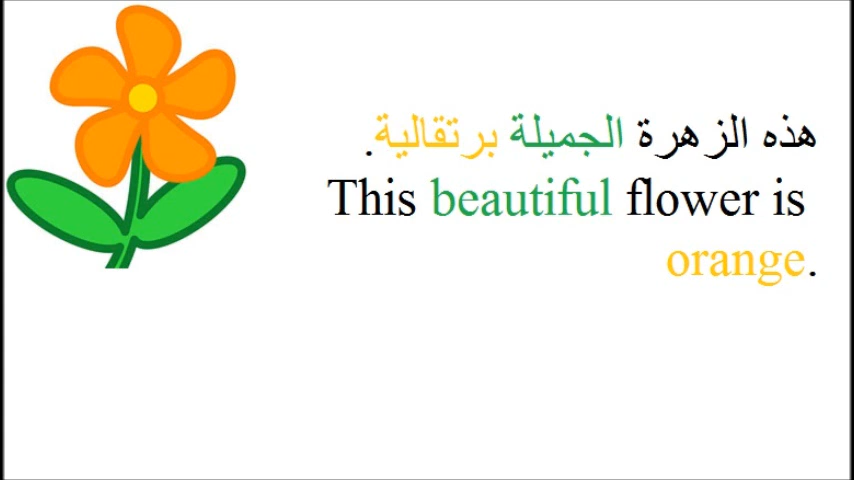 هذه الزهرة الجميلة برتقالية.
This beautiful flower is
orange.